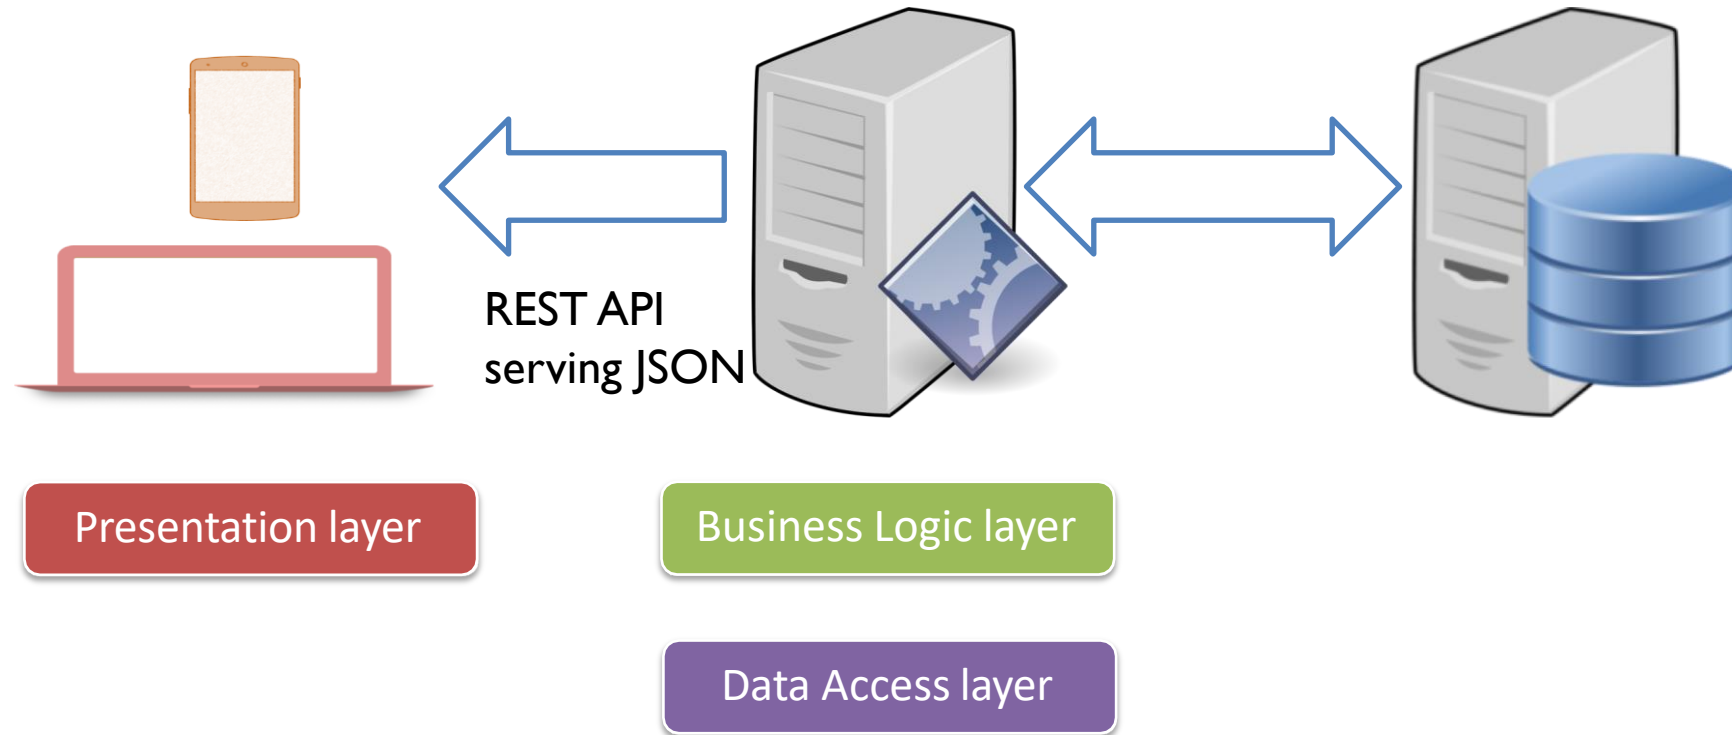 REST API
serving JSON
Presentation layer
Business Logic layer
Data Access layer